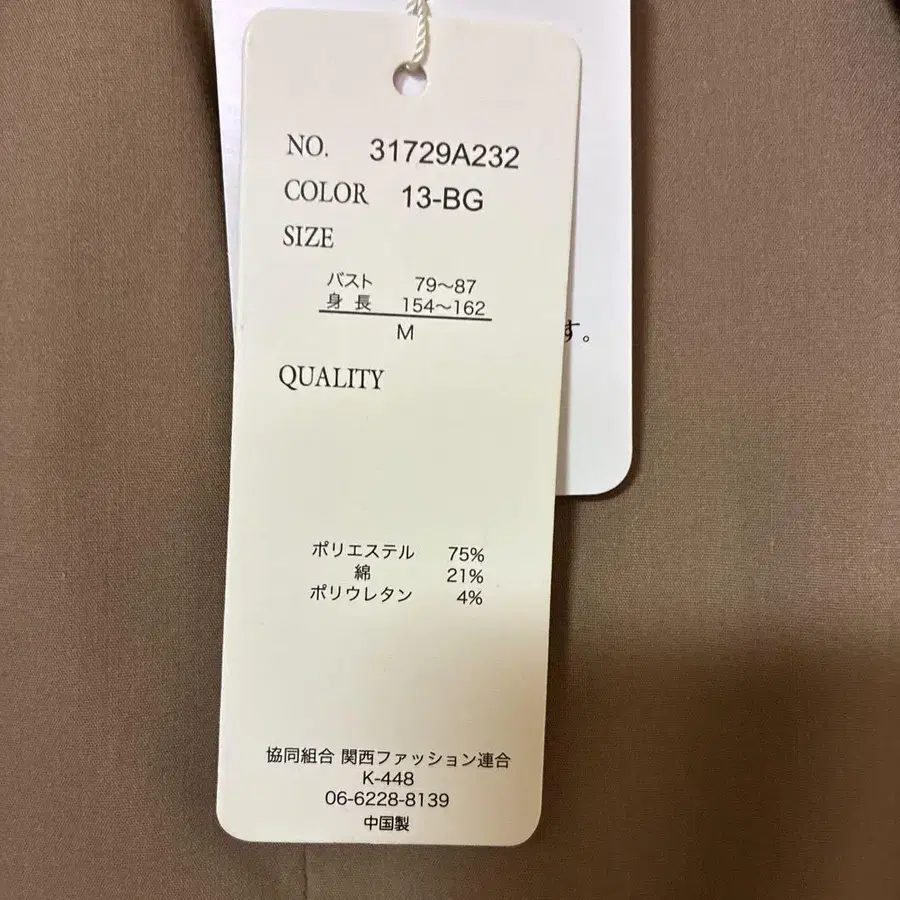 NO. 31729A232
COLOR 13-BG
SIZE
バスト 79〜87
身長 154〜162
M
す。
QUALITY
ポリエステル 75%
綿 21%
ポリウレタン 4%
協同組合 関西ファッション連合
K-448
06-6228-8139
中国製